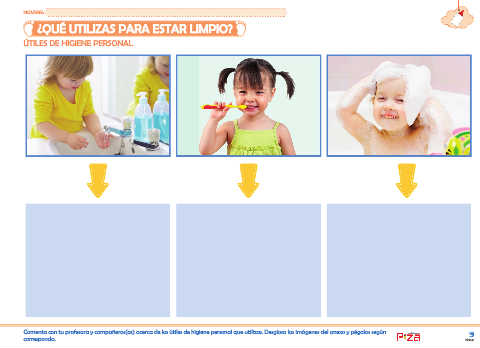 NOMBRE:
¿QUÉ UTILIZAS PARA ESTAR LIMPIO?
ÚTILES DE HIGIENE PERSONAL.
Comenta con tu profesora y compañeros(as) acerca de los útiles de higiene personal que utilizas. Desglosa las imágenes del anexo y pégalas según
corresponda.
PIZA